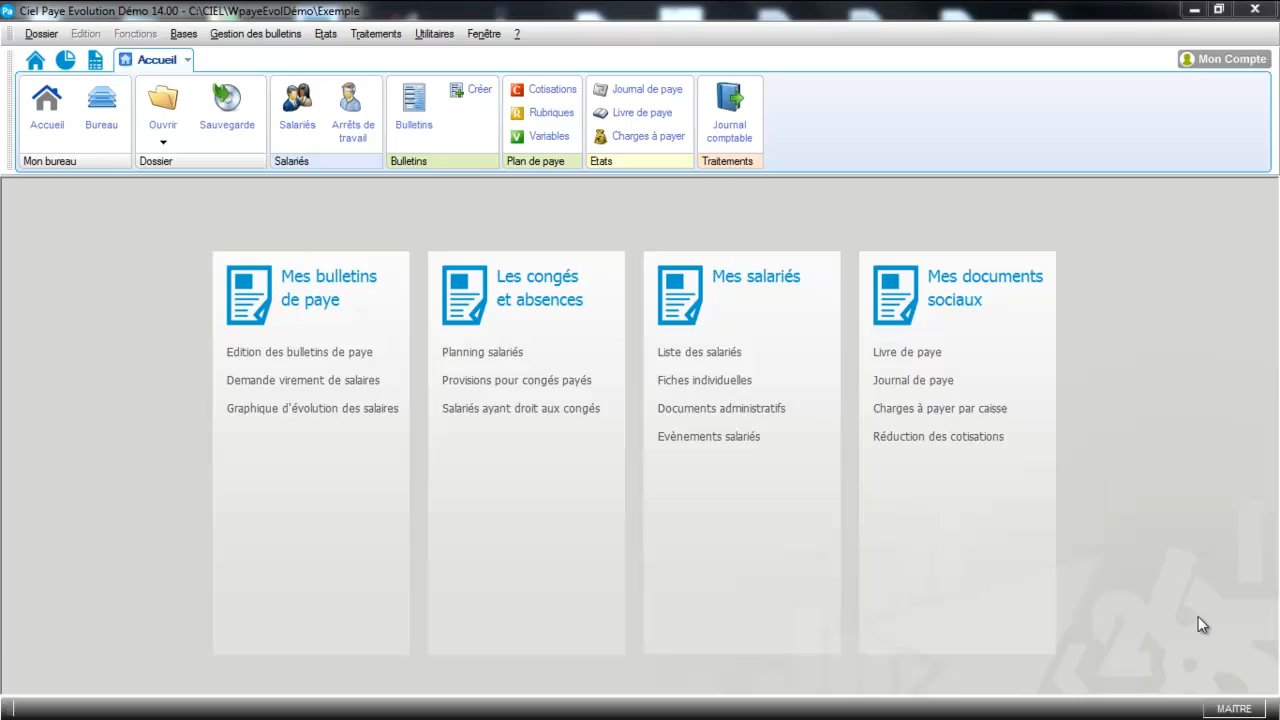 Pa Ciel Paye Evolution Démo 14.00 - C:\CIEL\WpayeEvolDémo\Exemple
Dossier Edition Fonctions Bases Gestion des bulletins Etats Traitements Utilitaires Fenêtre ?
Accueil
Mon Compte
Accueil
Bureau
Mon bureau
Ouvrir
Sauvegarde
Dossier
Salariés
Arrêts de
travail
Salariés
Bulletins
Créer
Bulletins
C Cotisations
R Rubriques
V Variables
Plan de paye
Journal de paye
Livre de paye
Charges à payer
Etats
Journal
comptable
Traitements
Mes bulletins
de paye
Edition des bulletins de paye
Demande virement de salaires
Graphique d'évolution des salaires
Les congés
et absences
Planning salariés
Provisions pour congés payés
Salariés ayant droit aux congés
Mes salariés
Liste des salariés
Fiches individuelles
Documents administratifs
Evènements salariés
Mes documents
sociaux
Livre de paye
Journal de paye
Charges à payer par caisse
Réduction des cotisations
MAITRE